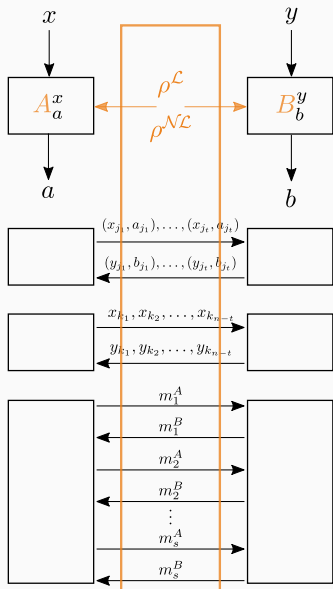 x y
A_a^x ρ^ℒ B_b^y
ρ^𝒩ℒ
a b
(x_{j_1}, a_{j_1}), …, (x_{j_t}, a_{j_t})
(y_{j_1}, b_{j_1}), …, (y_{j_t}, b_{j_t})
x_{k_1}, x_{k_2}, …, x_{k_{n−t}}
y_{k_1}, y_{k_2}, …, y_{k_{n−t}}
m_1^A
m_1^B
m_2^A
m_2^B
⋮
m_s^A
m_s^B